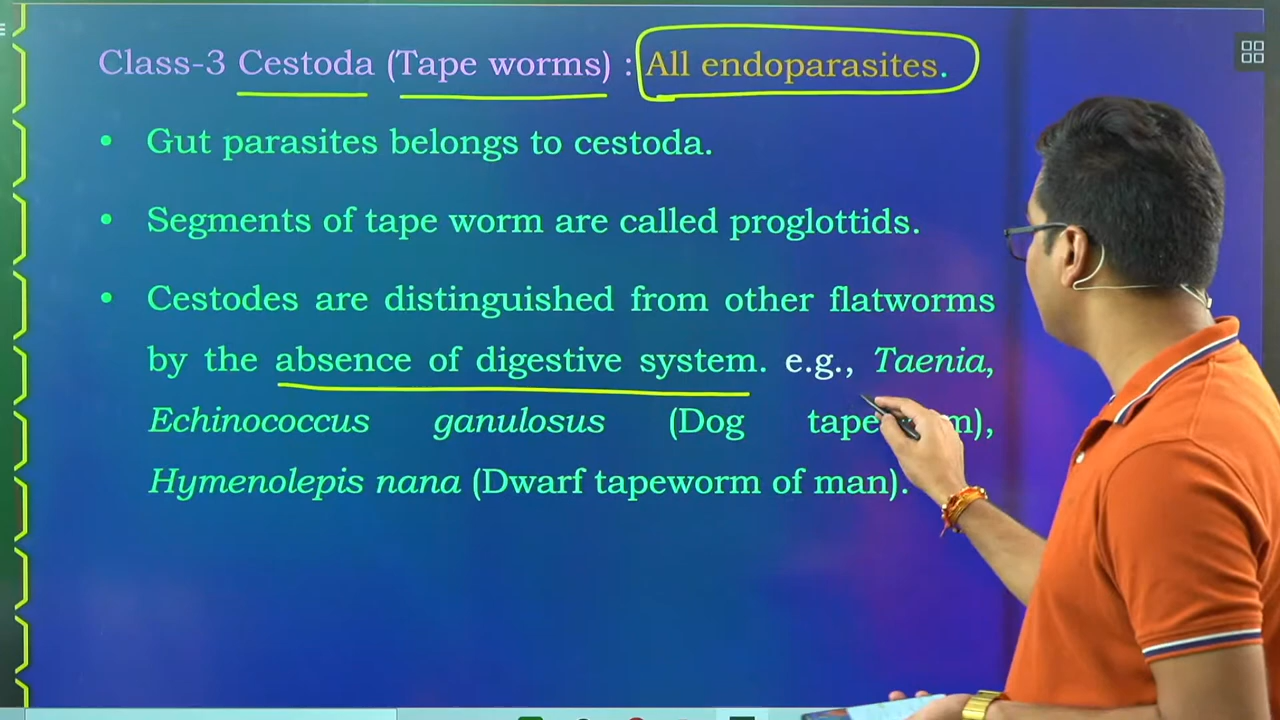 Class-3 Cestoda (Tape worms) : All endoparasites.
• Gut parasites belongs to cestoda.
• Segments of tape worm are called proglottids.
• Cestodes are distinguished from other flatworms
by the absence of digestive system. e.g., Taenia,
Echinococcus ganulosus (Dog
Hymenolepis nana (Dwarf tapeworm of man).